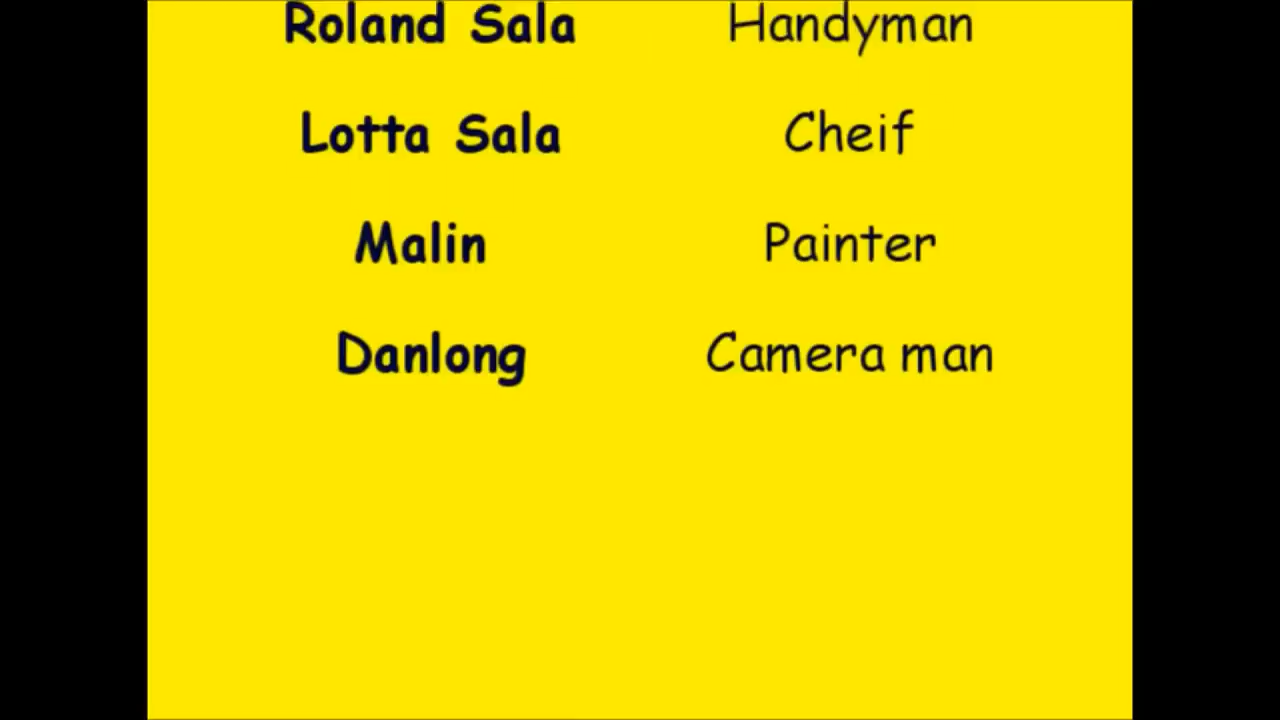 Roland Sala Handyman
Lotta Sala Cheif
Malin Painter
Danlong Camera man